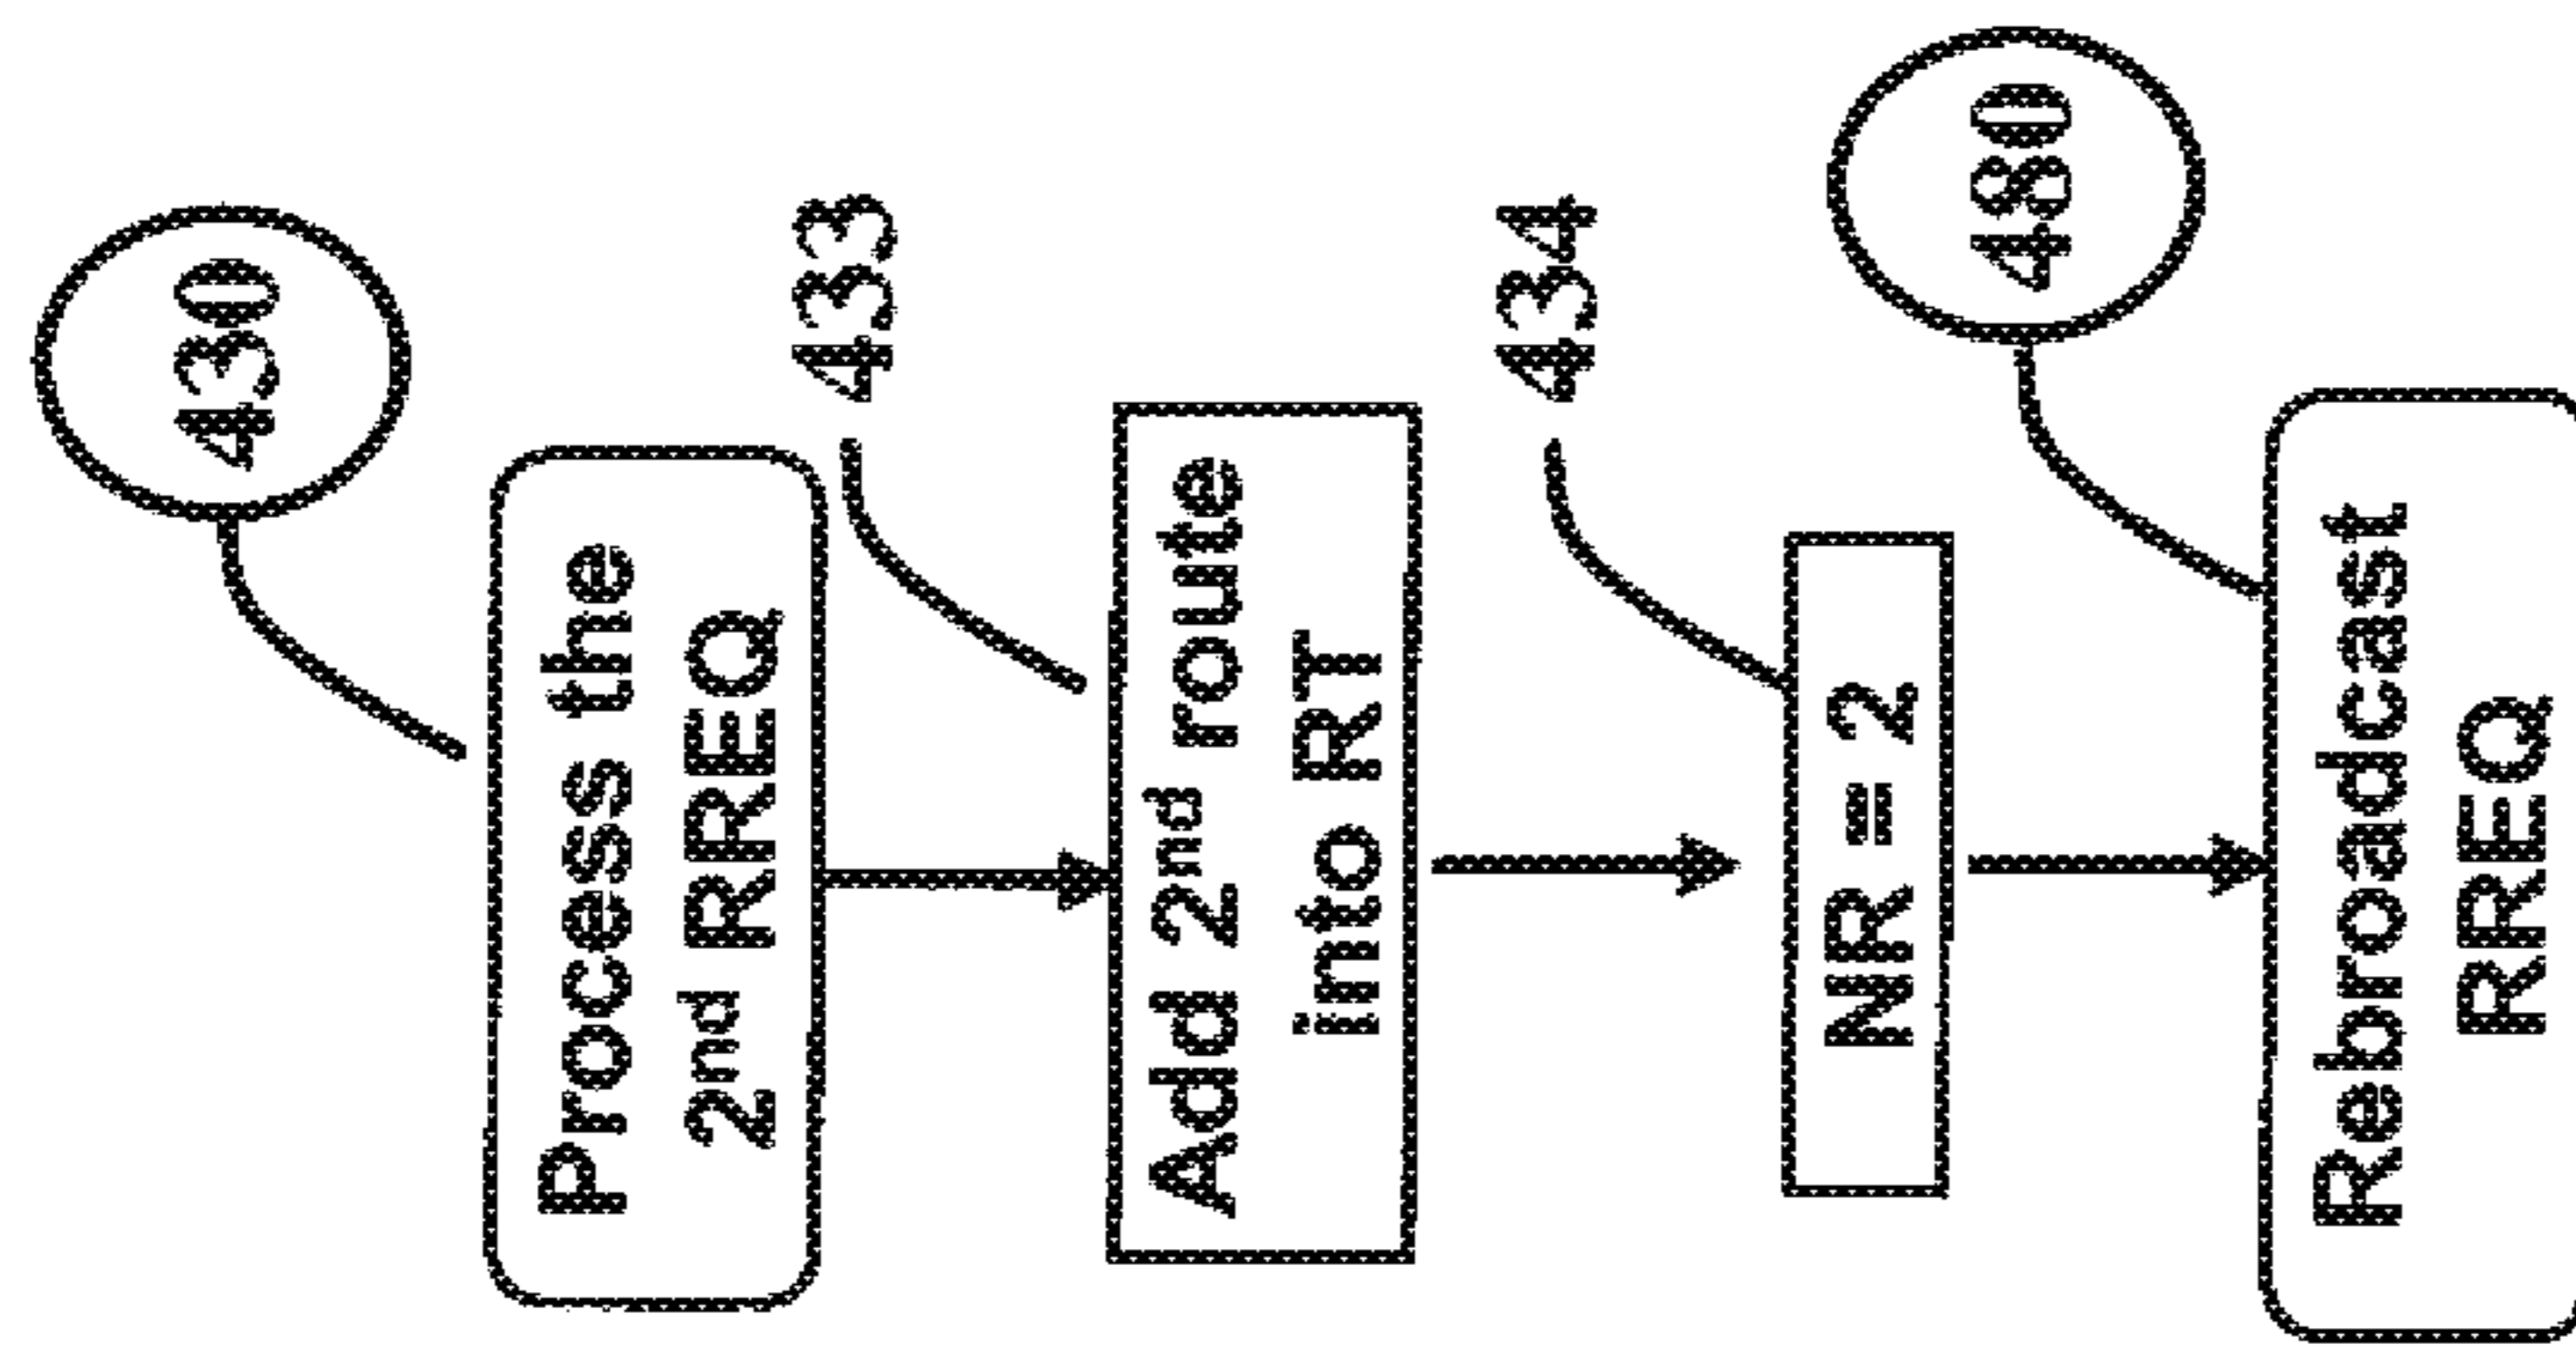 430
Process the
2nd RREQ
433
Add 2nd route
into RT
434
NR = 2
480
Rebroadcast
RREQ